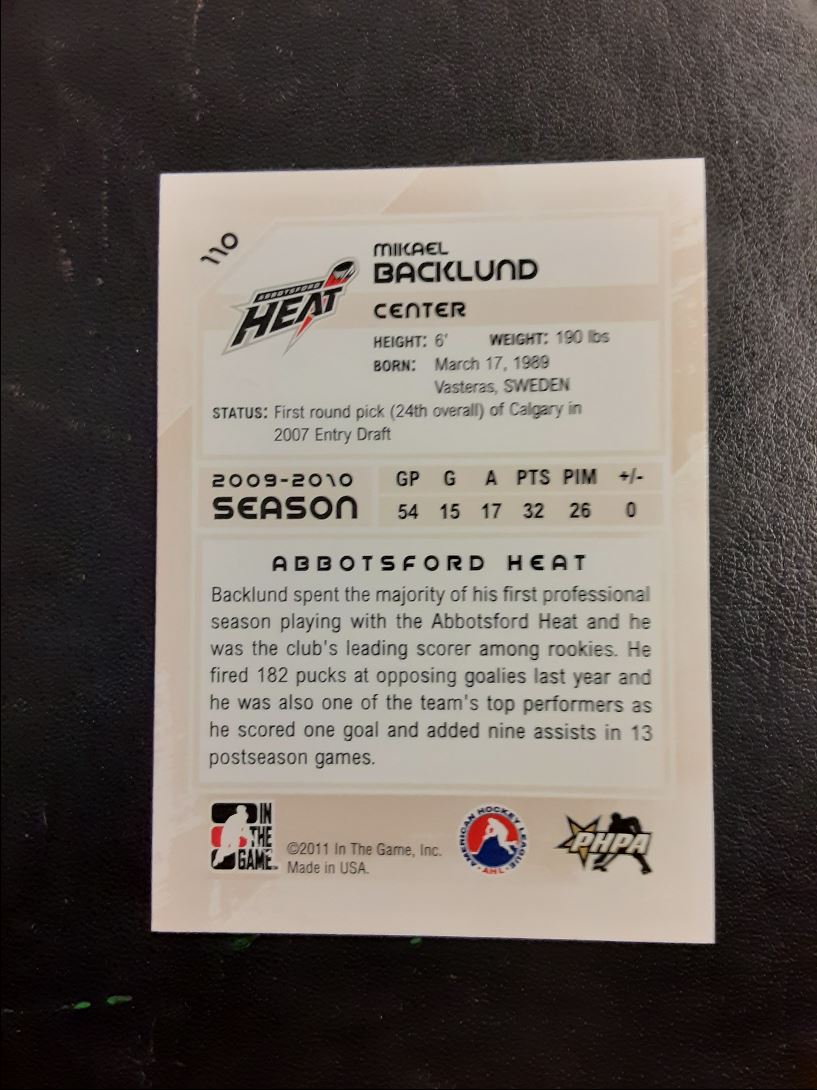 110
MIKAEL
BACKLUND
ABBOTSFORD
HEAT
CENTER
HEIGHT: 6' WEIGHT: 190 lbs
BORN: March 17, 1989
Vasteras, SWEDEN
STATUS: First round pick (24th overall) of Calgary in
2007 Entry Draft
2009-2010 GP G A PTS PIM +/-
SEASON 54 15 17 32 26 0
ABBOTSFORD HEAT
Backlund spent the majority of his first professional
season playing with the Abbotsford Heat and he
was the club's leading scorer among rookies. He
fired 182 pucks at opposing goalies last year and
he was also one of the team's top performers as
he scored one goal and added nine assists in 13
postseason games.
IN
THE
GAME
©2011 In The Game, Inc.
Made in USA.
AMERICAN HOCKEY LEAGUE
AHL
PHPA